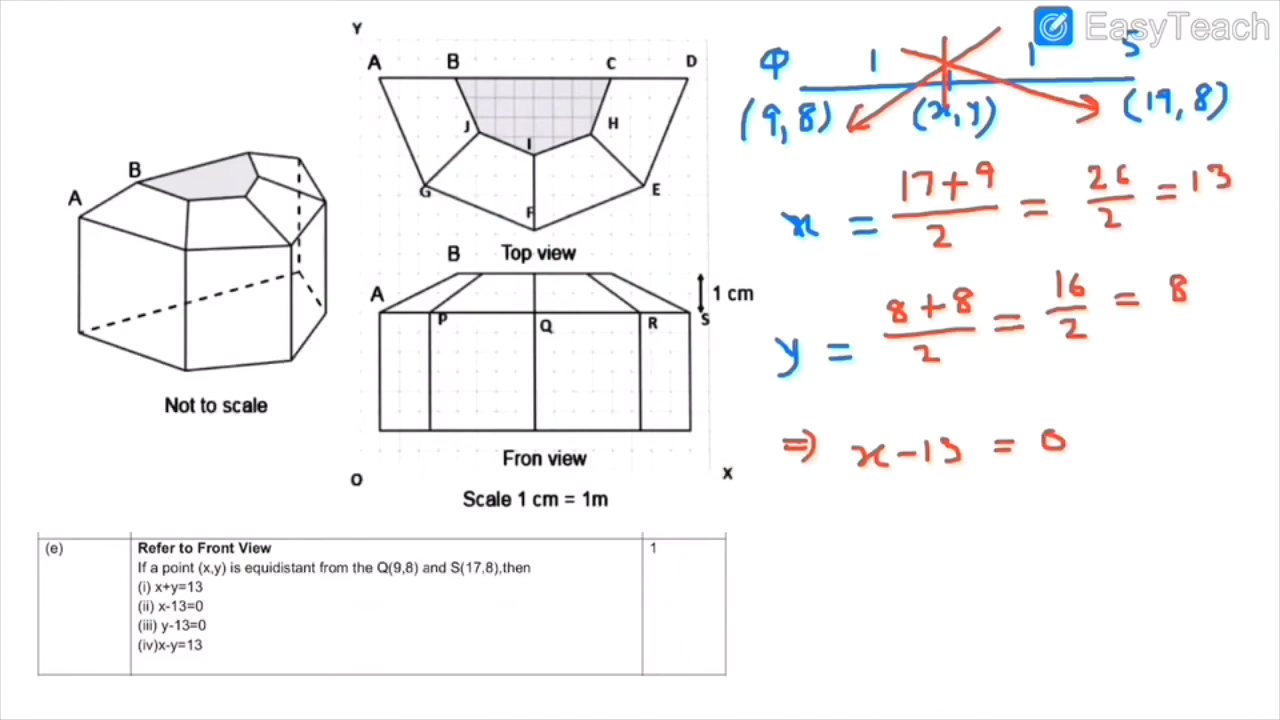 EasyTeach
Y
A B C D
J H
I
G E
F
Top view
B
A
1 cm
P Q R S
B
A
Not to scale
Fron view
O X
Scale 1 cm = 1m
(e) Refer to Front View 1
If a point (x,y) is equidistant from the Q(9,8) and S(17,8),then
(i) x+y=13
(ii) x-13=0
(iii) y-13=0
(iv)x-y=13
φ 1 1 S
(9,8) (x,y) (19,8)
x = 17+9/2 = 26/2 = 13
y = 8+8/2 = 16/2 = 8
⇒ x-13 = 0